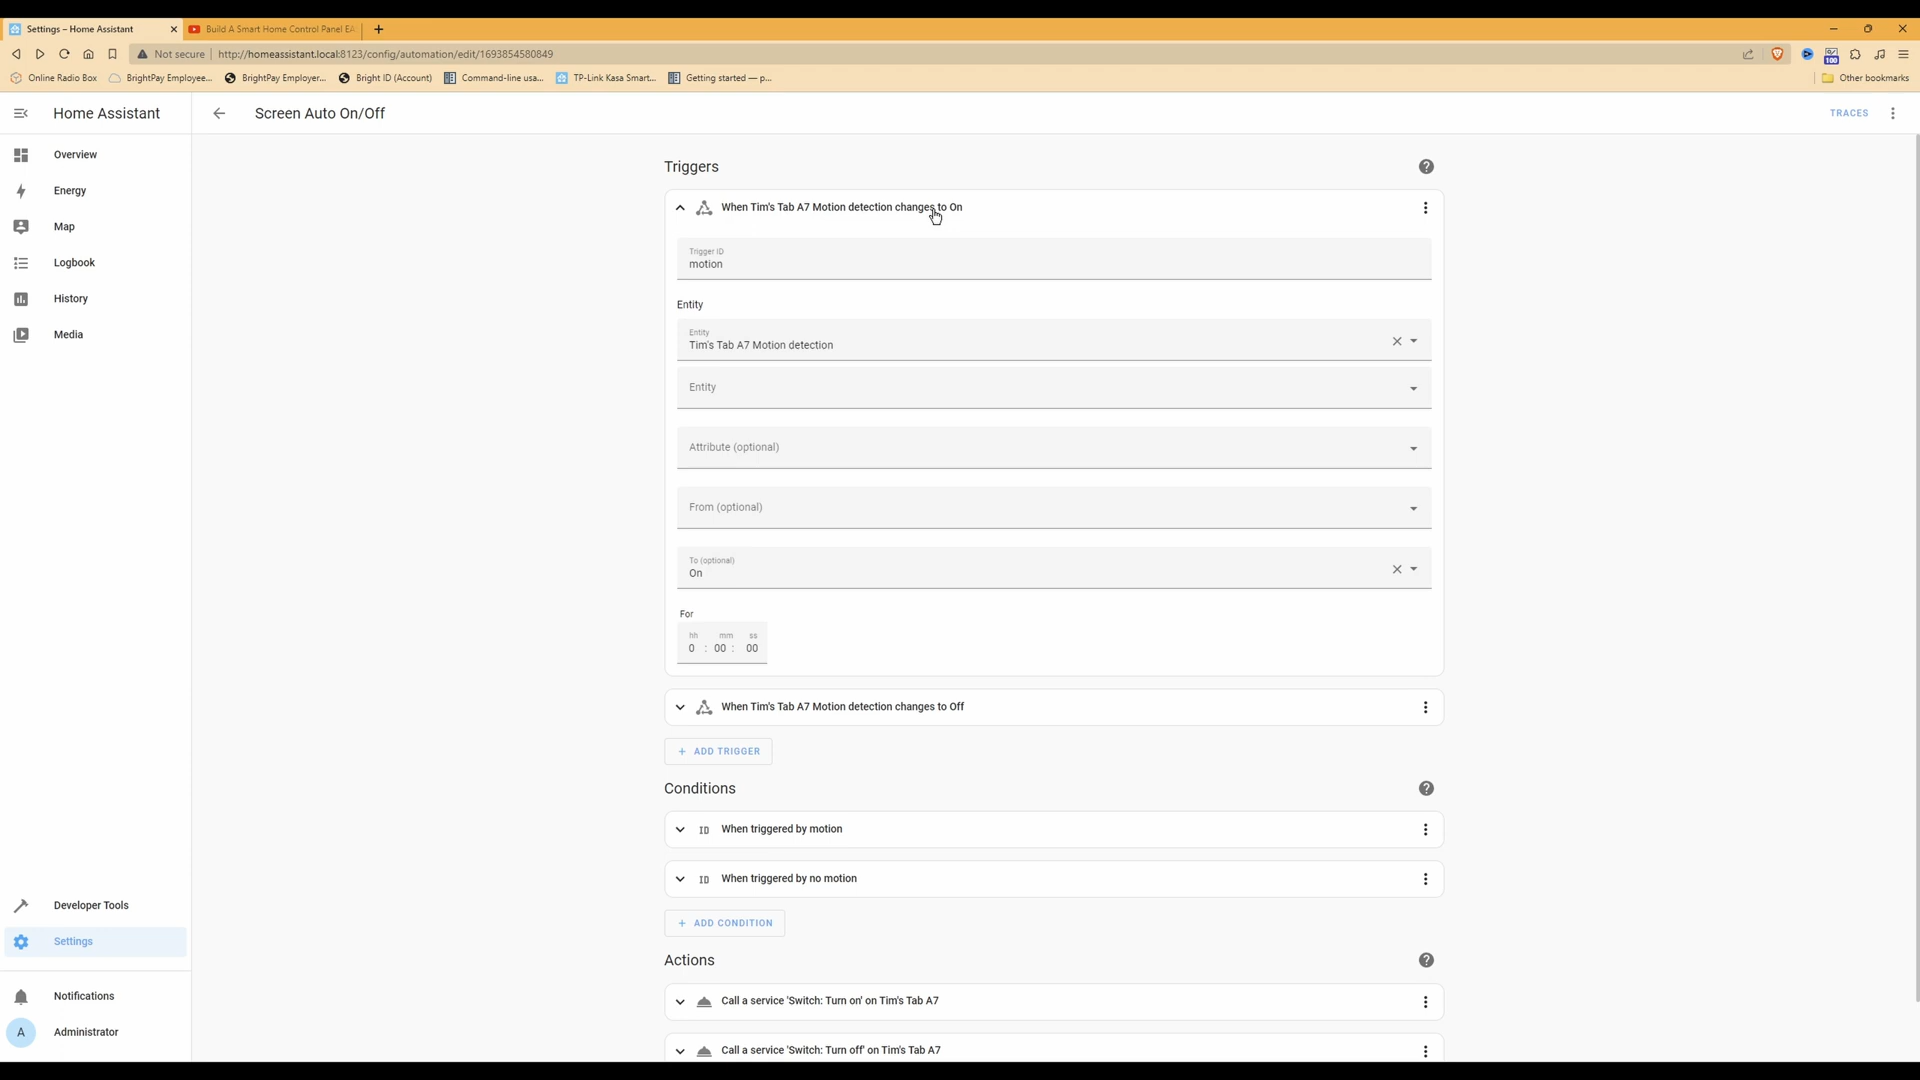 Settings – Home Assistant
Build A Smart Home Control Panel EA
Not secure
http://homeassistant.local:8123/config/automation/edit/1693854580849
100
Online Radio Box
BrightPay Employee...
BrightPay Employer...
Bright ID (Account)
Command-line usa...
TP-Link Kasa Smart...
Getting started — p...
Other bookmarks
Home Assistant
Screen Auto On/Off
TRACES
Overview
Energy
Map
Logbook
History
Media
Developer Tools
Settings
Notifications
A
Administrator
Triggers
When Tim's Tab A7 Motion detection changes to On
Trigger ID
motion
Entity
Entity
Tim's Tab A7 Motion detection
Entity
Attribute (optional)
From (optional)
To (optional)
On
For
hh mm ss
0 : 00 : 00
When Tim's Tab A7 Motion detection changes to Off
+ ADD TRIGGER
Conditions
ID When triggered by motion
ID When triggered by no motion
+ ADD CONDITION
Actions
Call a service 'Switch: Turn on' on Tim's Tab A7
Call a service 'Switch: Turn off' on Tim's Tab A7